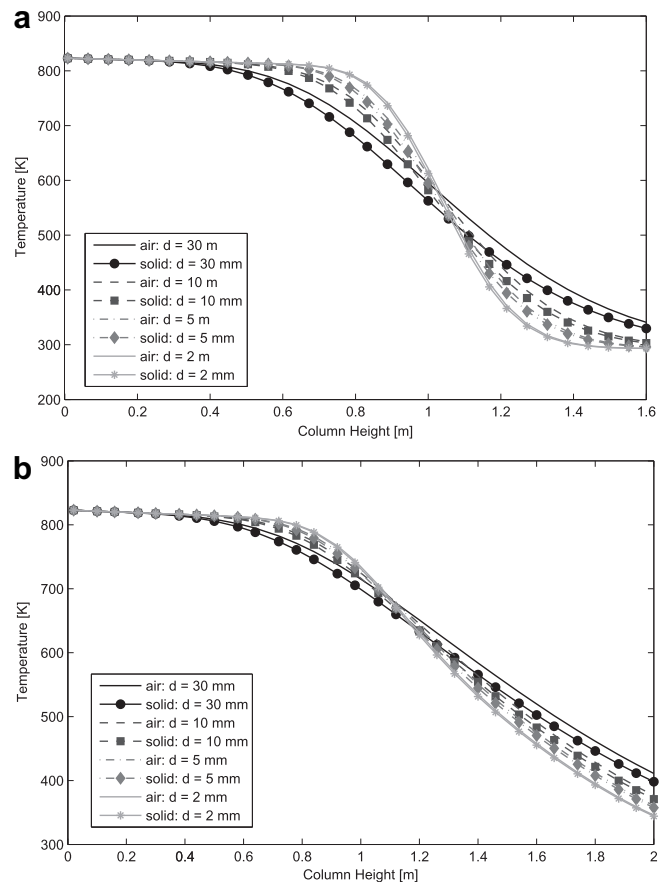 a
900
800
700
600
500
400
300
200
Temperature [K]
air: d = 30 m
solid: d = 30 mm
air: d = 10 m
solid: d = 10 mm
air: d = 5 m
solid: d = 5 mm
air: d = 2 m
solid: d = 2 mm
0 0.2 0.4 0.6 0.8 1 1.2 1.4 1.6
Column Height [m]
b
900
800
700
600
500
400
300
Temperature [K]
air: d = 30 mm
solid: d = 30 mm
air: d = 10 mm
solid: d = 10 mm
air: d = 5 mm
solid: d = 5 mm
air: d = 2 mm
solid: d = 2 mm
0 0.2 0.4 0.6 0.8 1 1.2 1.4 1.6 1.8 2
Column Height [m]